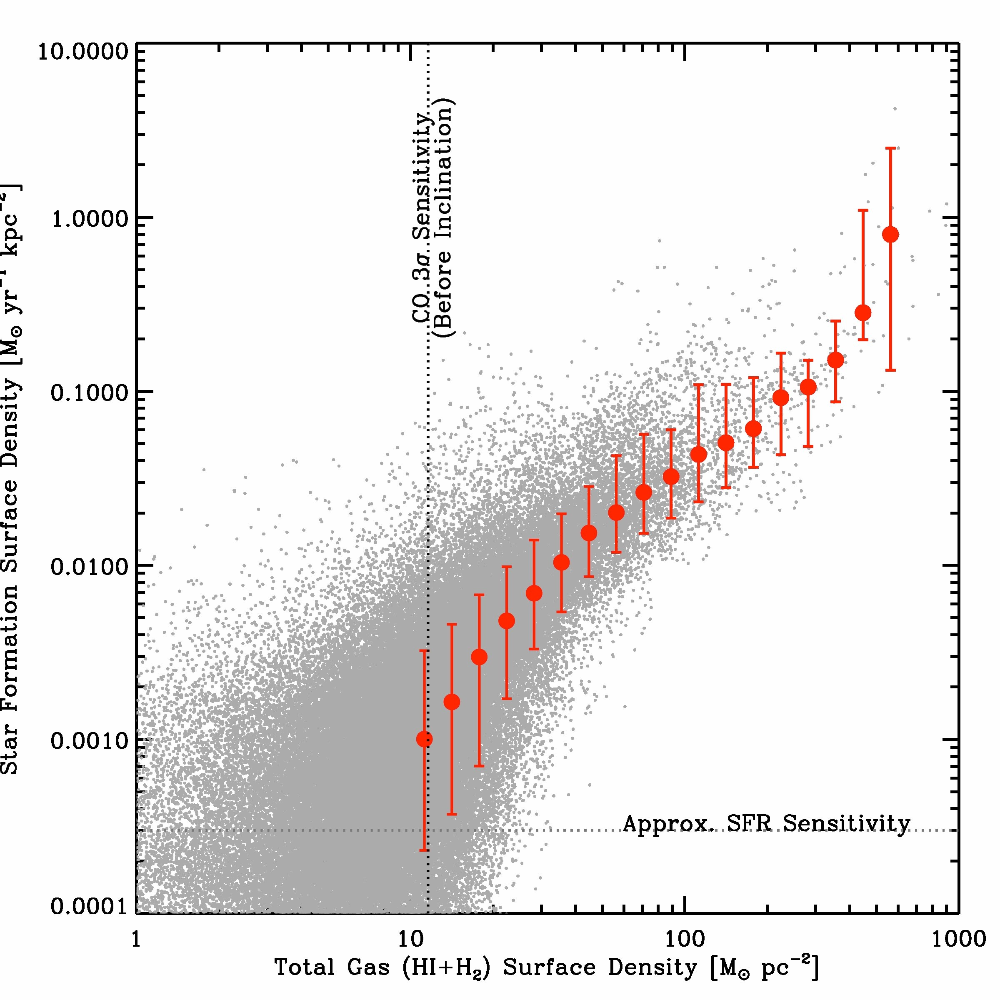 10.0000
1.0000
0.1000
0.0100
0.0010
0.0001
Star Formation Surface Density [M⊙ yr⁻¹ kpc⁻²]
CO 3σ Sensitivity
(Before Inclination)
Approx. SFR Sensitivity
1 10 100 1000
Total Gas (HI+H₂) Surface Density [M⊙ pc⁻²]